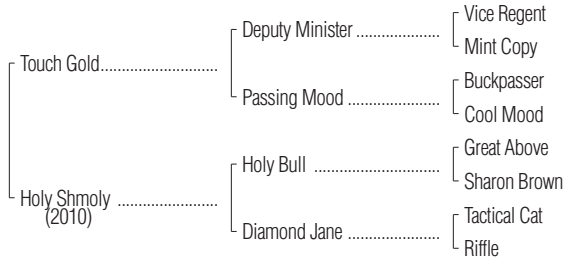 Vice Regent
Deputy Minister ....................
Mint Copy
Touch Gold............................
Buckpasser
Passing Mood ......................
Cool Mood
Great Above
Holy Bull ..............................
Sharon Brown
Holy Shmoly ........................
(2010)
Tactical Cat
Diamond Jane ......................
Riffle